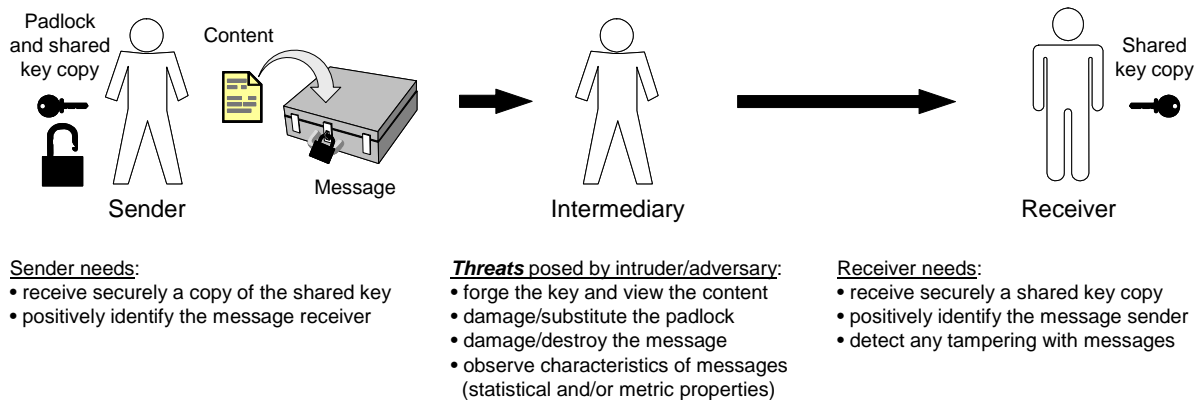 Padlock
and shared
key copy
Content
Message
Shared
key copy
Sender
Intermediary
Receiver
Sender needs:
• receive securely a copy of the shared key
• positively identify the message receiver
Threats posed by intruder/adversary:
• forge the key and view the content
• damage/substitute the padlock
• damage/destroy the message
• observe characteristics of messages
(statistical and/or metric properties)
Receiver needs:
• receive securely a shared key copy
• positively identify the message sender
• detect any tampering with messages